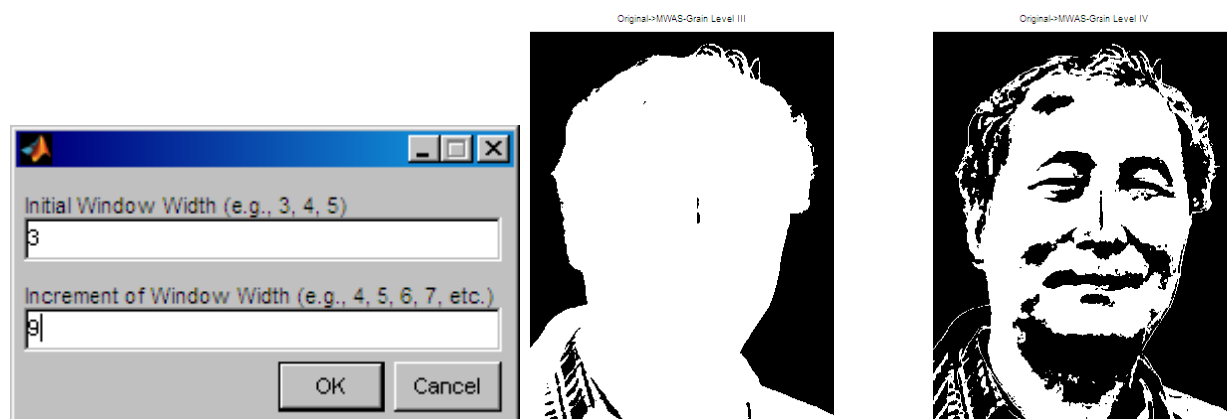 Original->MWAS-Grain Level III
Original->MWAS-Grain Level IV
Initial Window Width (e.g., 3, 4, 5)
3
Increment of Window Width (e.g., 4, 5, 6, 7, etc.)
9
OK
Cancel